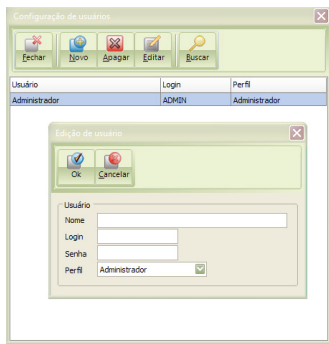 Configuração de usuários
Fechar Novo Apagar Editar Buscar
Usuário Login Perfil
Administrador ADMIN Administrador
Edição de usuário
Ok Cancelar
Usuário
Nome
Login
Senha
Perfil Administrador